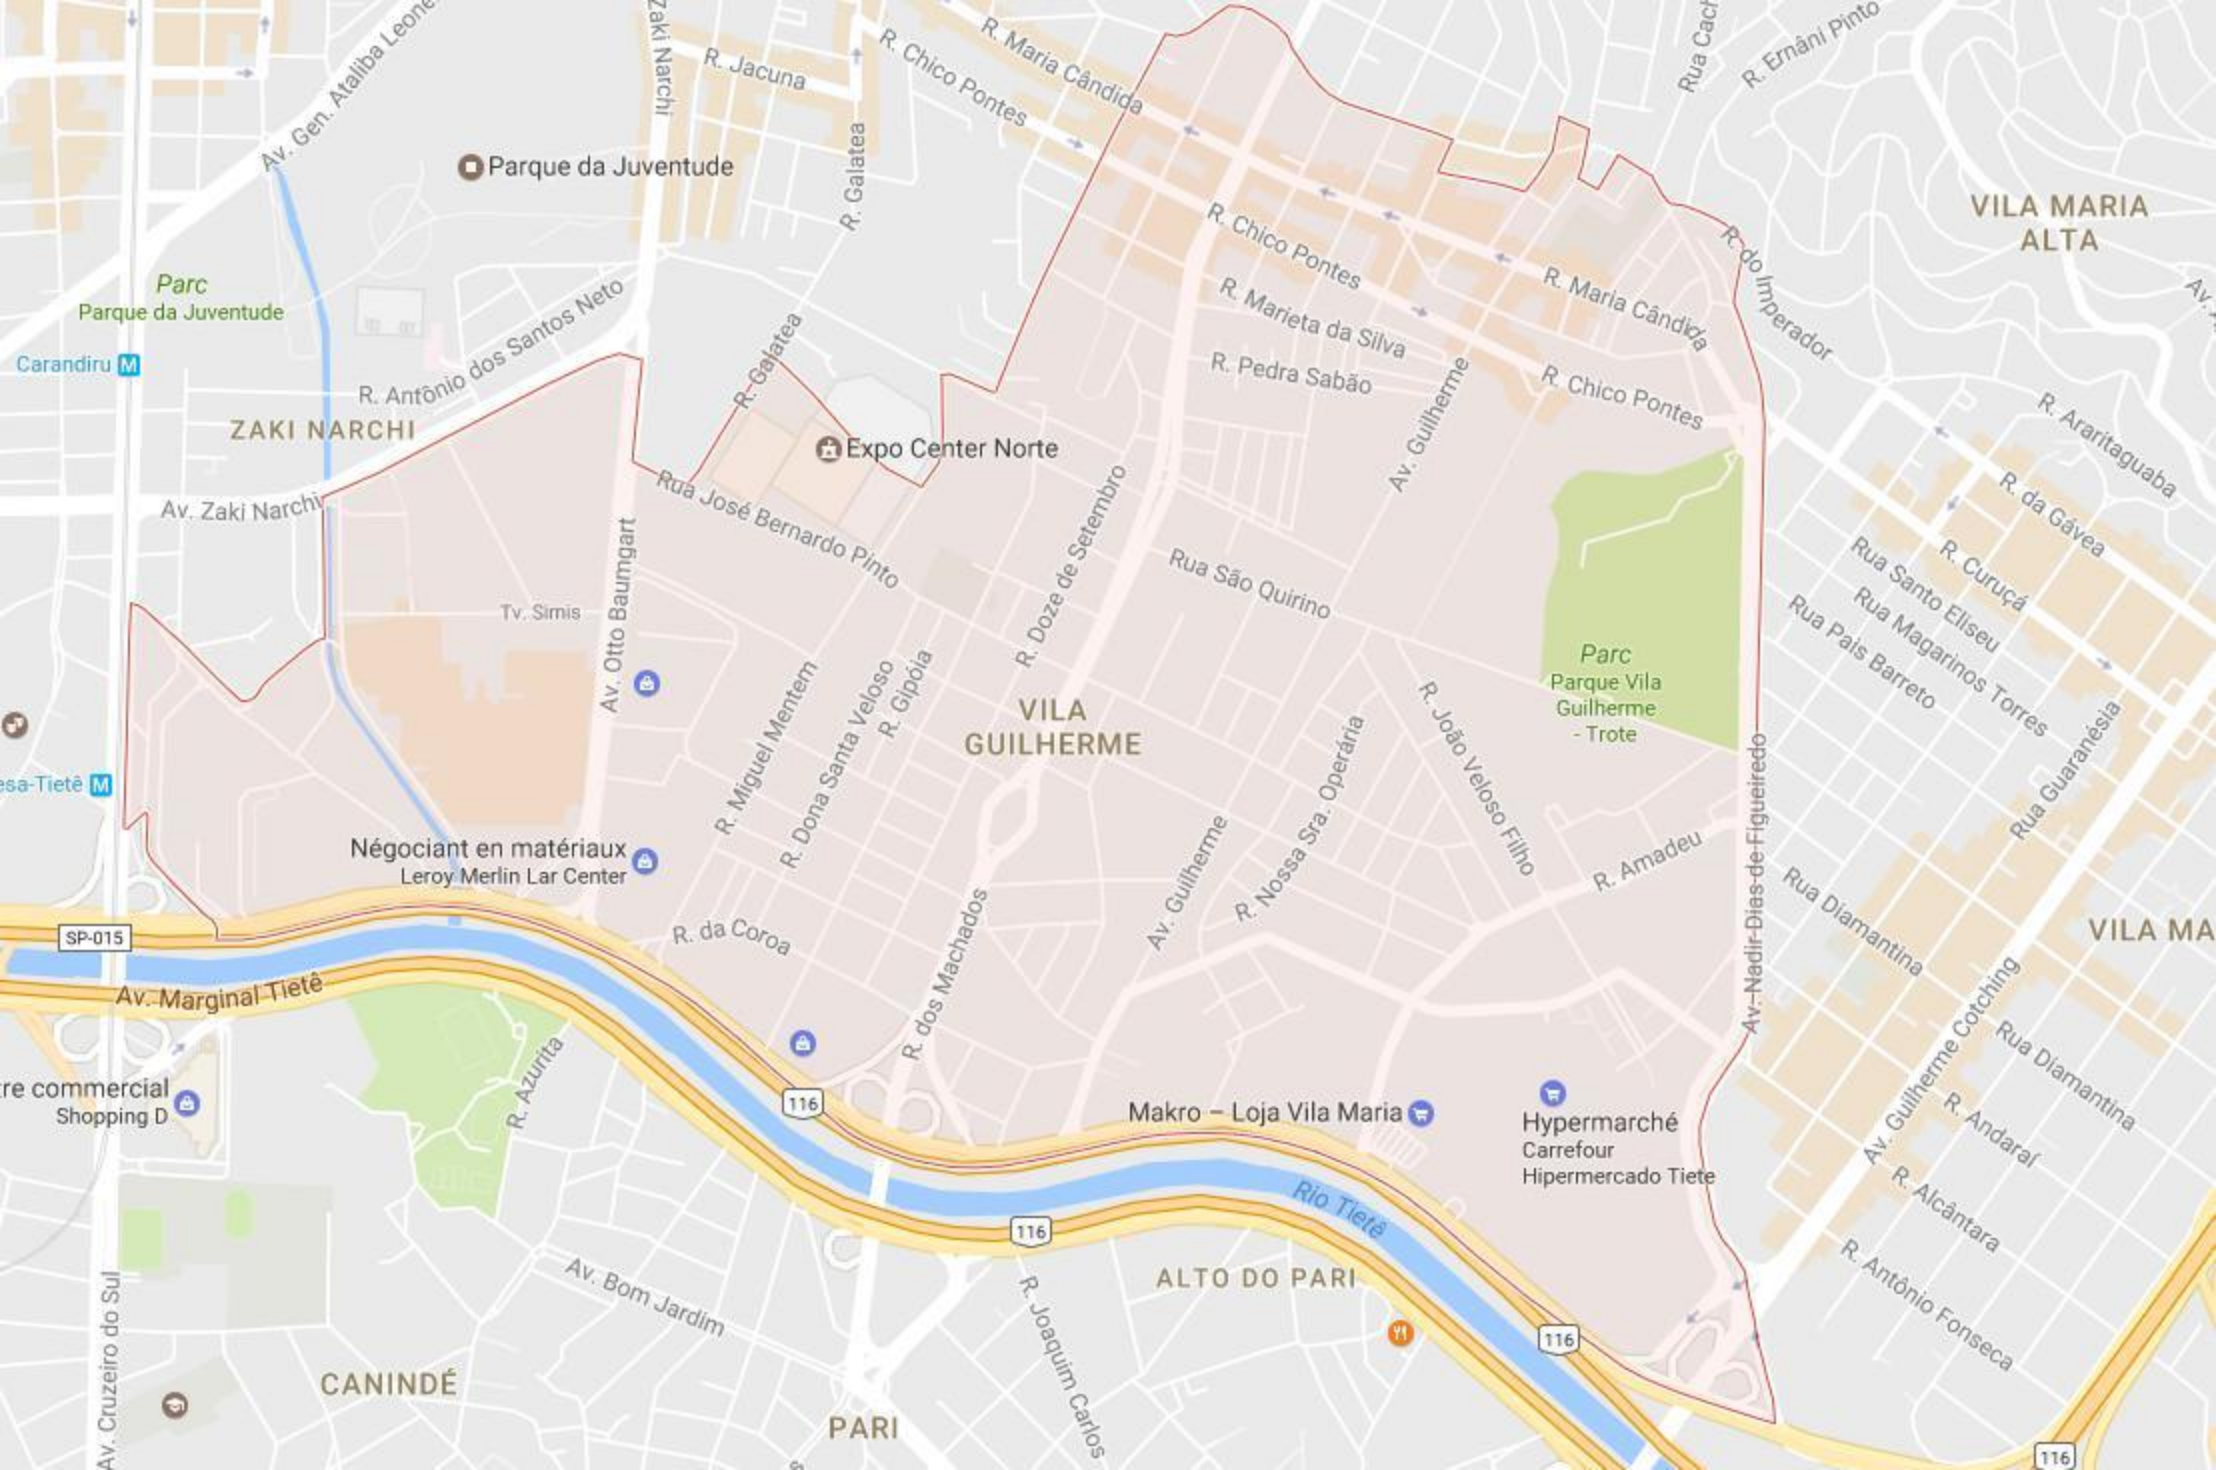 Av. Gen. Ataliba Leone
Zaki Narchi
R. Jacuna
R. Galatea
R. Chico Pontes
R. Maria Cândida
Rua Cach
R. Ernâni Pinto
Parque da Juventude
VILA MARIA
ALTA
Parc
Parque da Juventude
R. Chico Pontes
R. Maria Cândida
R. do Imperador
Av.
Carandiru M
R. Antônio dos Santos Neto
R. Galatea
R. Marieta da Silva
R. Pedra Sabão
Av. Guilherme
R. Chico Pontes
R. Araritaguaba
ZAKI NARCHI
Expo Center Norte
Av. Zaki Narchi
Rua José Bernardo Pinto
R. Doze de Setembro
R. da Gávea
R. Curuçá
Rua Santo Eliseu
Rua Magarinos Torres
Rua Pais Barreto
Rua São Quirino
Tv. Simis
Av. Otto Baumgart
Parc
Parque Vila
Guilherme
- Trote
R. Miguel Mentem
R. Dona Santa Veloso
R. Gipóia
VILA
GUILHERME
R. João Veloso Filho
R. Nossa Sra. Operária
Rua Guaranésia
esa-Tietê M
Négociant en matériaux
Leroy Merlin Lar Center
Av. Guilherme
R. Amadeu
Av. Nadir Dias de Figueiredo
Rua Diamantina
VILA MA
SP-015
R. da Coroa
R. dos Machados
Av. Marginal Tietê
Av. Guilherme Cotching
Rua Diamantina
R. Azurita
tre commercial
Shopping D
116
Makro – Loja Vila Maria
Hypermarché
Carrefour
Hipermercado Tiete
R. Andaraí
R. Alcântara
Rio Tietê
116
R. Antônio Fonseca
Av. Bom Jardim
ALTO DO PARI
R. Joaquim Carlos
116
Av. Cruzeiro do Sul
CANINDÉ
PARI
116